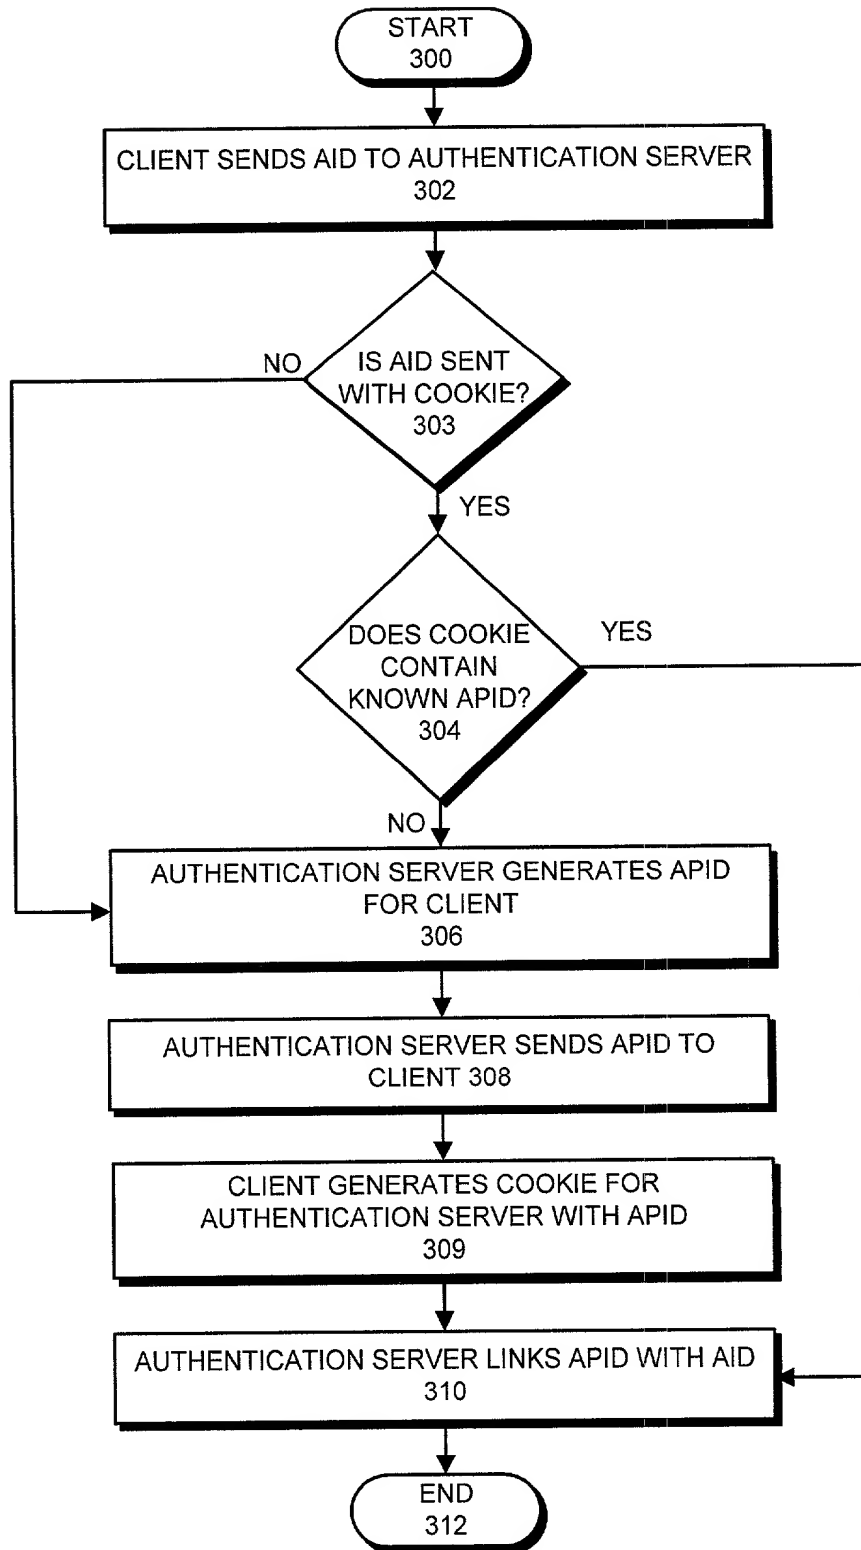 START
300
CLIENT SENDS AID TO AUTHENTICATION SERVER
302
NO
IS AID SENT
WITH COOKIE?
303
YES
DOES COOKIE
CONTAIN
KNOWN APID?
304
YES
NO
AUTHENTICATION SERVER GENERATES APID
FOR CLIENT
306
AUTHENTICATION SERVER SENDS APID TO
CLIENT 308
CLIENT GENERATES COOKIE FOR
AUTHENTICATION SERVER WITH APID
309
AUTHENTICATION SERVER LINKS APID WITH AID
310
END
312